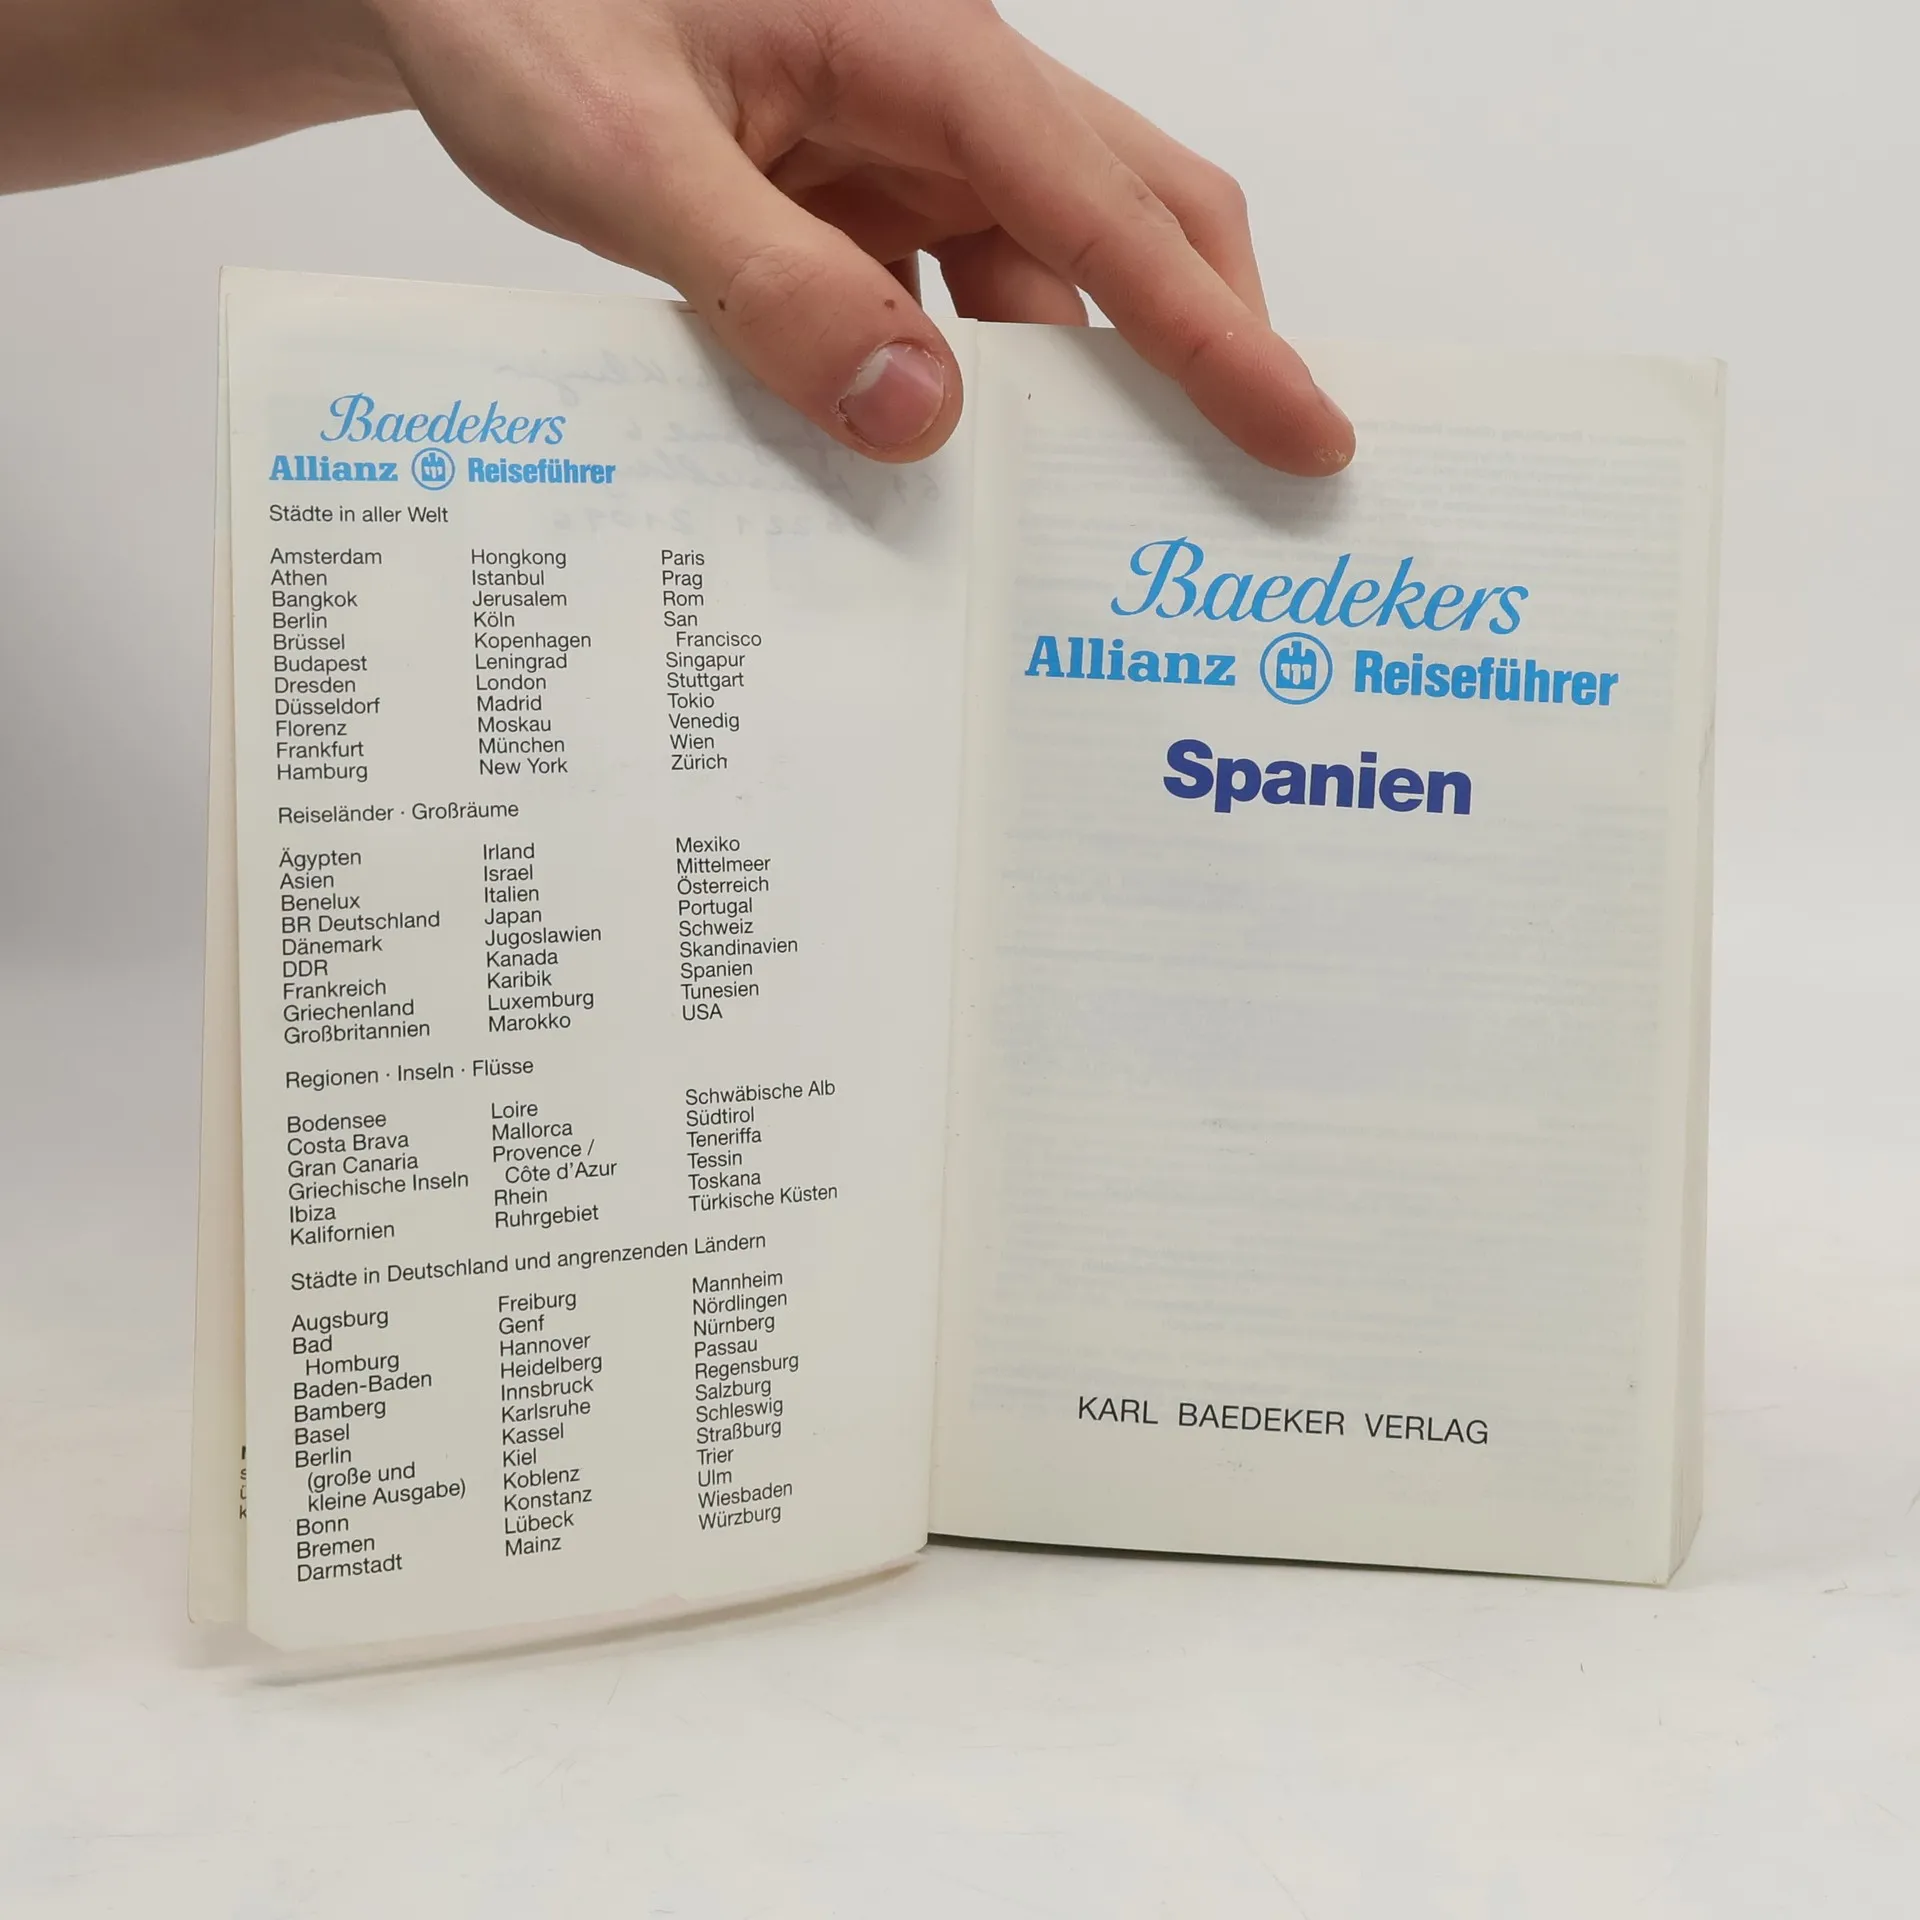 Baedekers
Allianz Reiseführer
Städte in aller Welt
Amsterdam
Athen
Bangkok
Berlin
Brüssel
Budapest
Dresden
Düsseldorf
Florenz
Frankfurt
Hamburg
Hongkong
Istanbul
Jerusalem
Köln
Kopenhagen
Leningrad
London
Madrid
Moskau
München
New York
Paris
Prag
Rom
San
Francisco
Singapur
Stuttgart
Tokio
Venedig
Wien
Zürich
Reiseländer · Großräume
Ägypten
Asien
Benelux
BR Deutschland
Dänemark
DDR
Frankreich
Griechenland
Großbritannien
Irland
Israel
Italien
Japan
Jugoslawien
Kanada
Karibik
Luxemburg
Marokko
Mexiko
Mittelmeer
Österreich
Portugal
Schweiz
Skandinavien
Spanien
Tunesien
USA
Regionen · Inseln · Flüsse
Bodensee
Costa Brava
Gran Canaria
Griechische Inseln
Ibiza
Kalifornien
Loire
Mallorca
Provence /
Côte d'Azur
Rhein
Ruhrgebiet
Schwäbische Alb
Südtirol
Teneriffa
Tessin
Toskana
Türkische Küsten
Städte in Deutschland und angrenzenden Ländern
Augsburg
Bad
Homburg
Baden-Baden
Bamberg
Basel
Berlin
(große und
kleine Ausgabe)
Bonn
Bremen
Darmstadt
Freiburg
Genf
Hannover
Heidelberg
Innsbruck
Karlsruhe
Kassel
Kiel
Koblenz
Konstanz
Lübeck
Mainz
Mannheim
Nördlingen
Nürnberg
Passau
Regensburg
Salzburg
Schleswig
Straßburg
Trier
Ulm
Wiesbaden
Würzburg
Baedekers
Allianz Reiseführer
Spanien
KARL BAEDEKER VERLAG